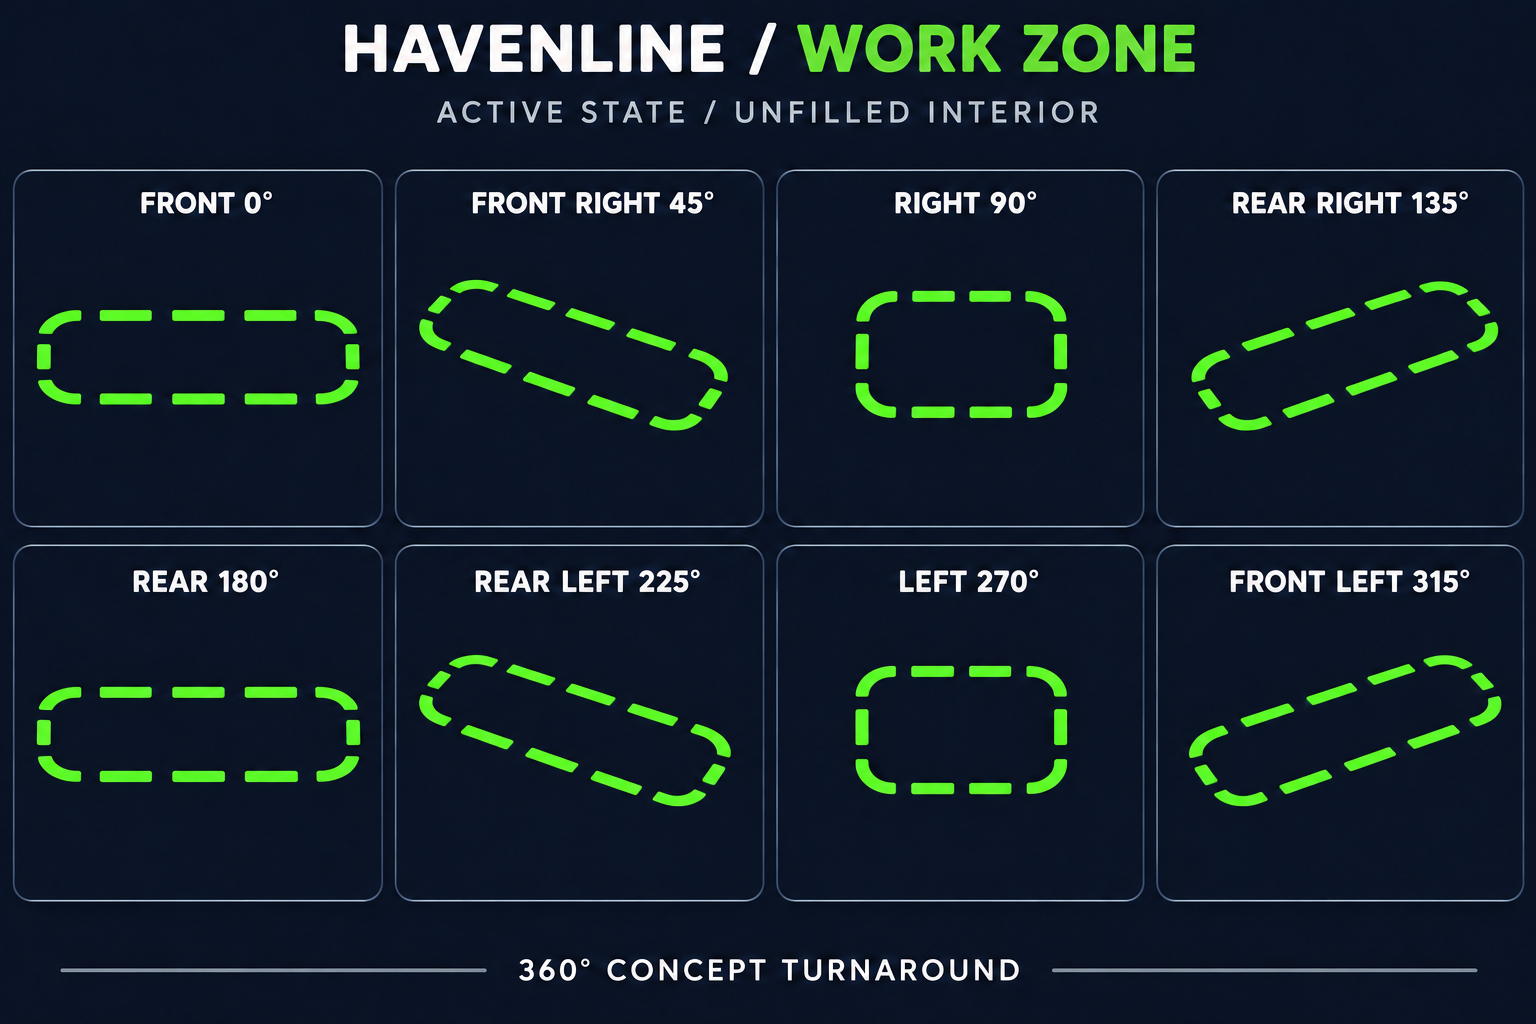 HAVENLINE / WORK ZONE
ACTIVE STATE / UNFILLED INTERIOR
FRONT 0°
FRONT RIGHT 45°
RIGHT 90°
REAR RIGHT 135°
REAR 180°
REAR LEFT 225°
LEFT 270°
FRONT LEFT 315°
360° CONCEPT TURNAROUND